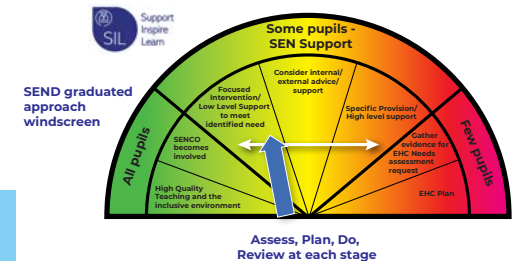 SIL
Support
Inspire
Learn
SEND graduated
approach
windscreen
All pupils
Some pupils -
SEN Support
Few pupils
High Quality
Teaching and the
inclusive environment
SENCO
becomes
involved
Focused
Intervention/
Low Level Support
to meet
identified need
Consider internal/
external advice/
support
Specific Provision/
High level support
Gather
evidence for
EHC Needs
assessment
request
EHC Plan
Assess, Plan, Do,
Review at each stage